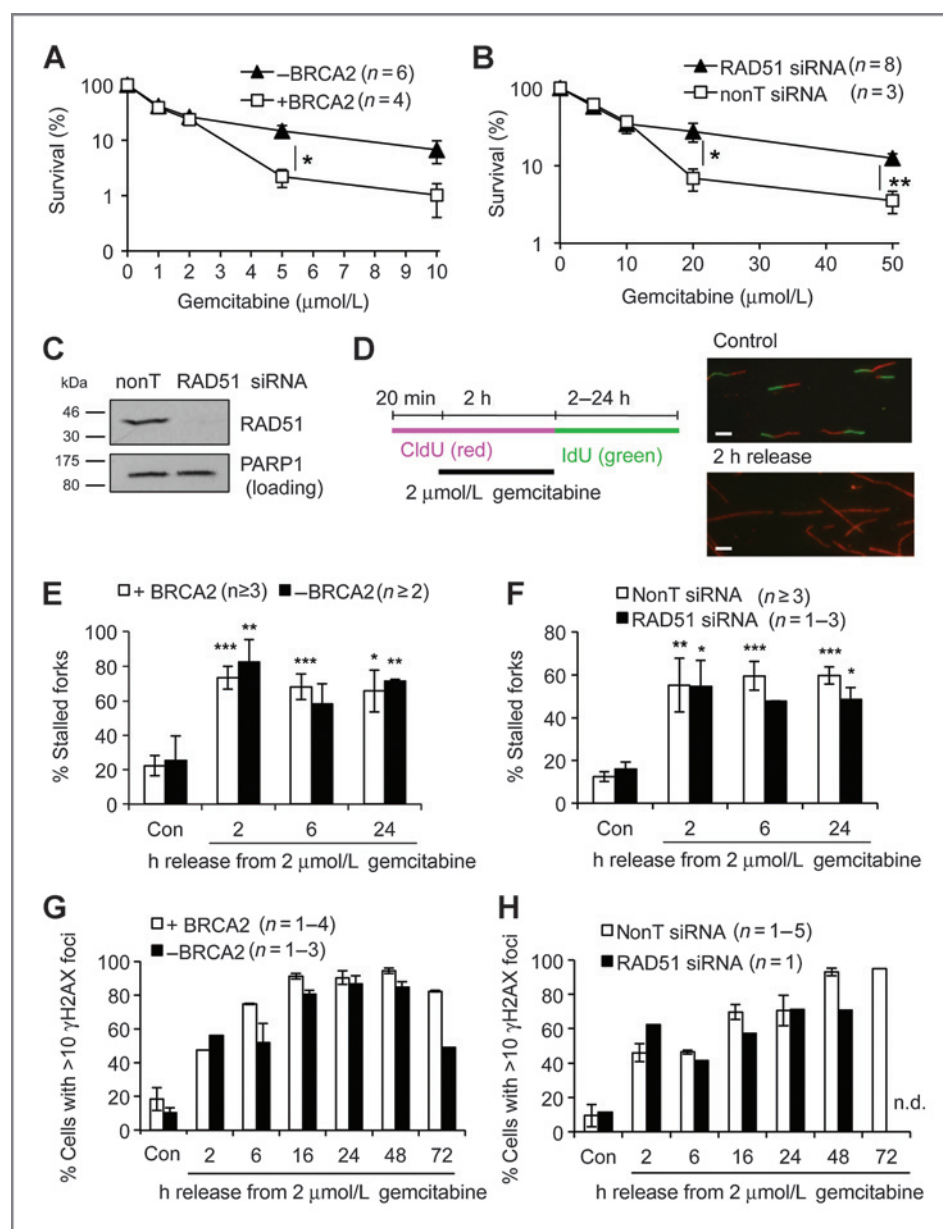 A
–BRCA2 (n = 6)
+BRCA2 (n = 4)
Survival (%)
100
10
1
0
0 1 2 3 4 5 6 7 8 9 10
*
Gemcitabine (μmol/L)
B
RAD51 siRNA (n = 8)
nonT siRNA (n = 3)
Survival (%)
100
10
1
0 10 20 30 40 50
*
**
Gemcitabine (μmol/L)
C
kDa nonT RAD51 siRNA
46
30
RAD51
175
80
PARP1
(loading)
D
20 min 2 h 2–24 h
CldU (red)
IdU (green)
2 μmol/L gemcitabine
Control
2 h release
E
+ BRCA2 (n≥3) –BRCA2 (n≥2)
% Stalled forks
100
80
60
40
20
0
*** ** *** * **
Con 2 6 24
h release from 2 μmol/L gemcitabine
F
NonT siRNA (n ≥ 3)
RAD51 siRNA (n = 1–3)
% Stalled forks
80
60
40
20
0
** * *** *** *
Con 2 6 24
h release from 2 μmol/L gemcitabine
G
+ BRCA2 (n = 1–4)
–BRCA2 (n = 1–3)
% Cells with >10 γH2AX foci
100
80
60
40
20
0
Con 2 6 16 24 48 72
h release from 2 μmol/L gemcitabine
H
NonT siRNA (n = 1–5)
RAD51 siRNA (n = 1)
% Cells with >10 γH2AX foci
100
80
60
40
20
0
n.d.
Con 2 6 16 24 48 72
h release from 2 μmol/L gemcitabine